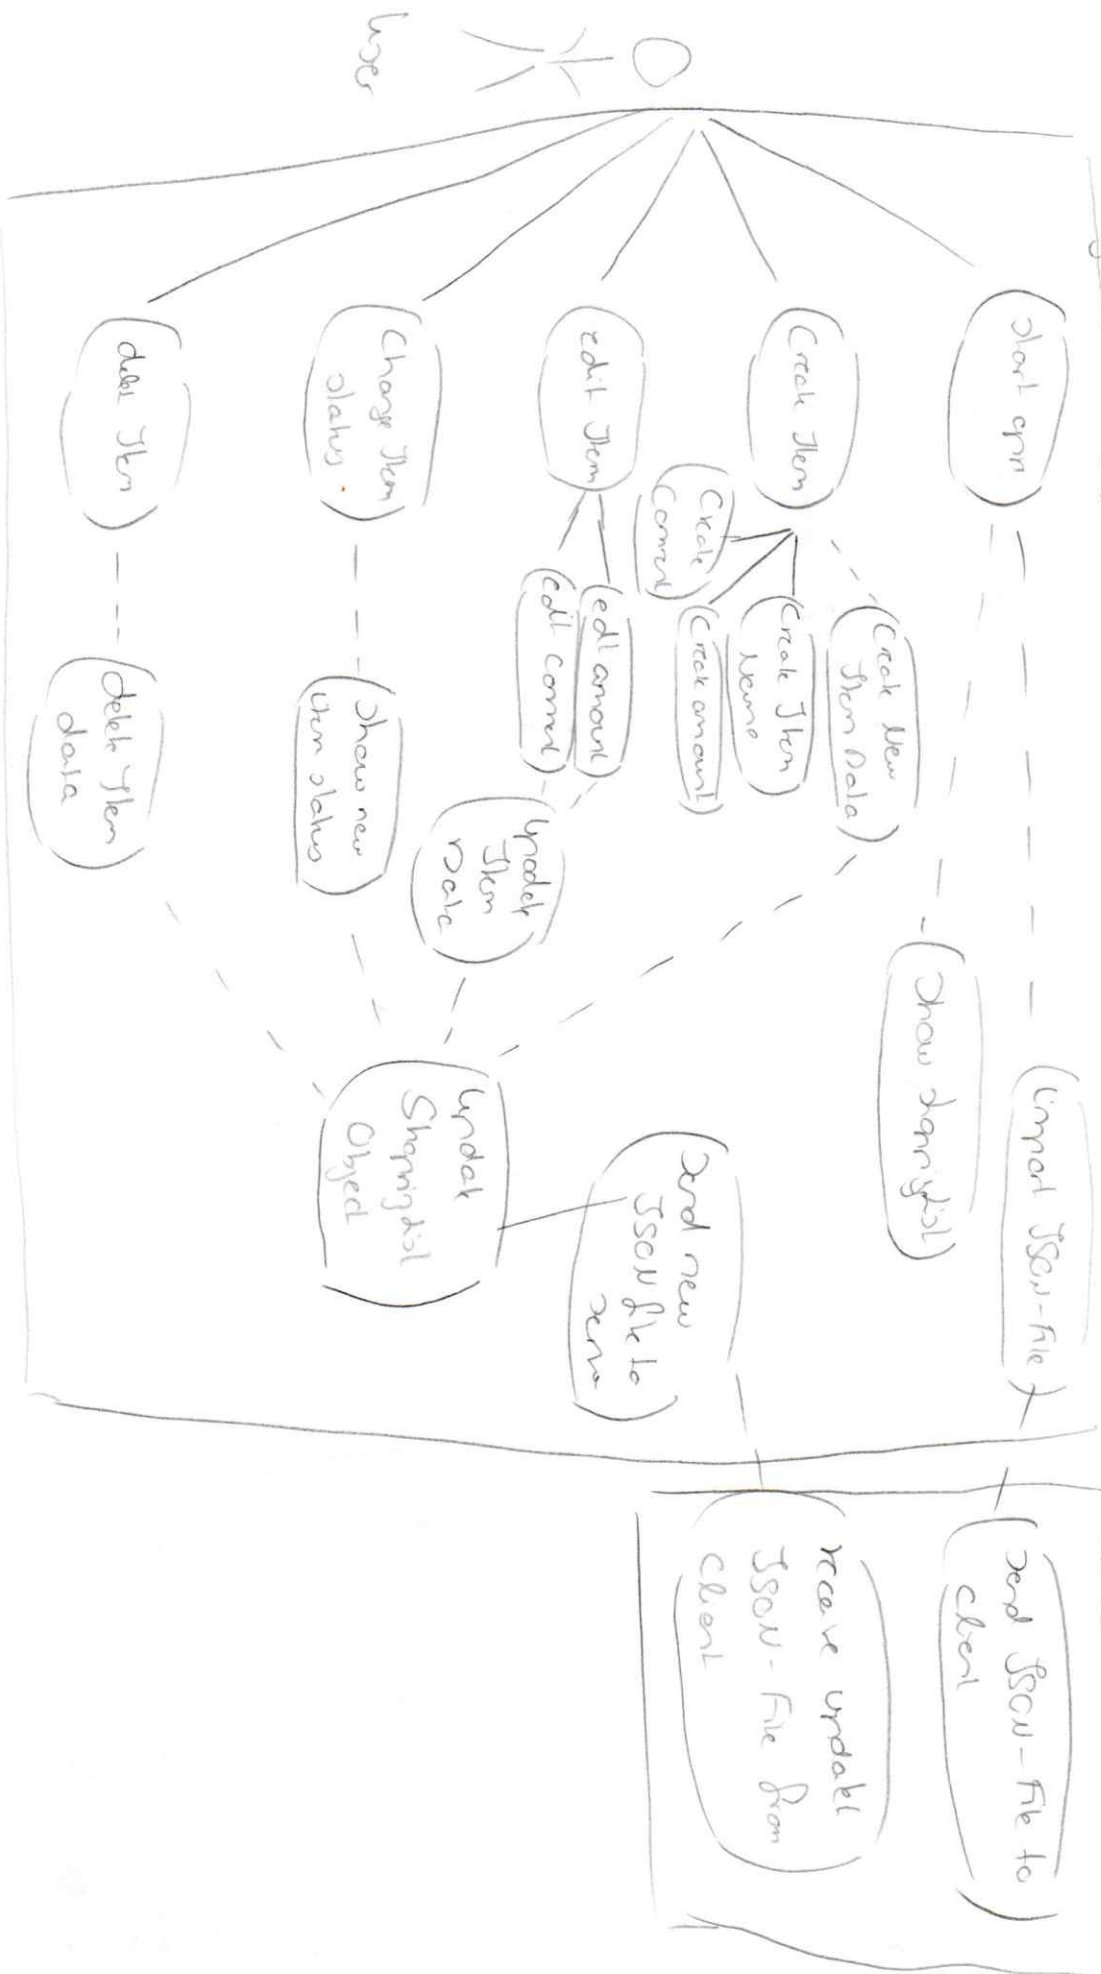 User
start app
Create Item
edit Item
Change Item
status
delete Item
Create New
Item Data
Create Item
Name
Create amount
Create
Comment
edit amount
edit comment
Update
Item
Data
show new
item status
delete Item
data
show shoppinglist
import JSON-File
Update
Shoppinglist
Object
send new
JSON file to
server
send JSON-File to
client
receive updated
JSON-File from
client